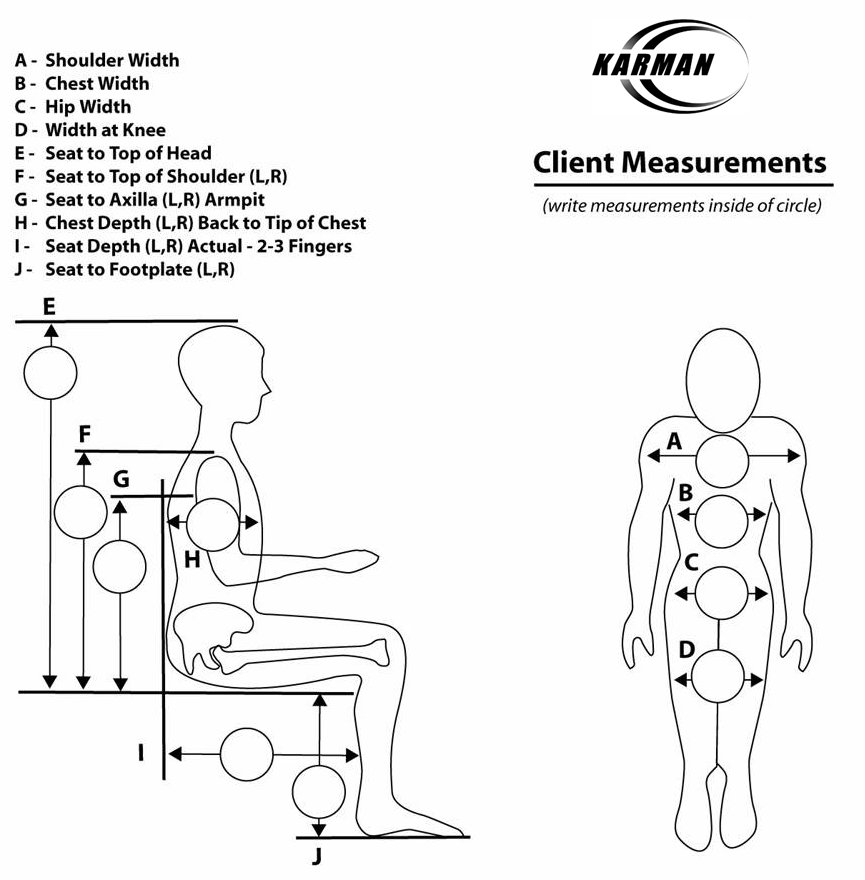 A - Shoulder Width
B - Chest Width
C - Hip Width
D - Width at Knee
E - Seat to Top of Head
F - Seat to Top of Shoulder (L,R)
G - Seat to Axilla (L,R) Armpit
H - Chest Depth (L,R) Back to Tip of Chest
I - Seat Depth (L,R) Actual - 2-3 Fingers
J - Seat to Footplate (L,R)
KARMAN
Client Measurements
(write measurements inside of circle)
E
F
G
H
I
J
A
B
C
D